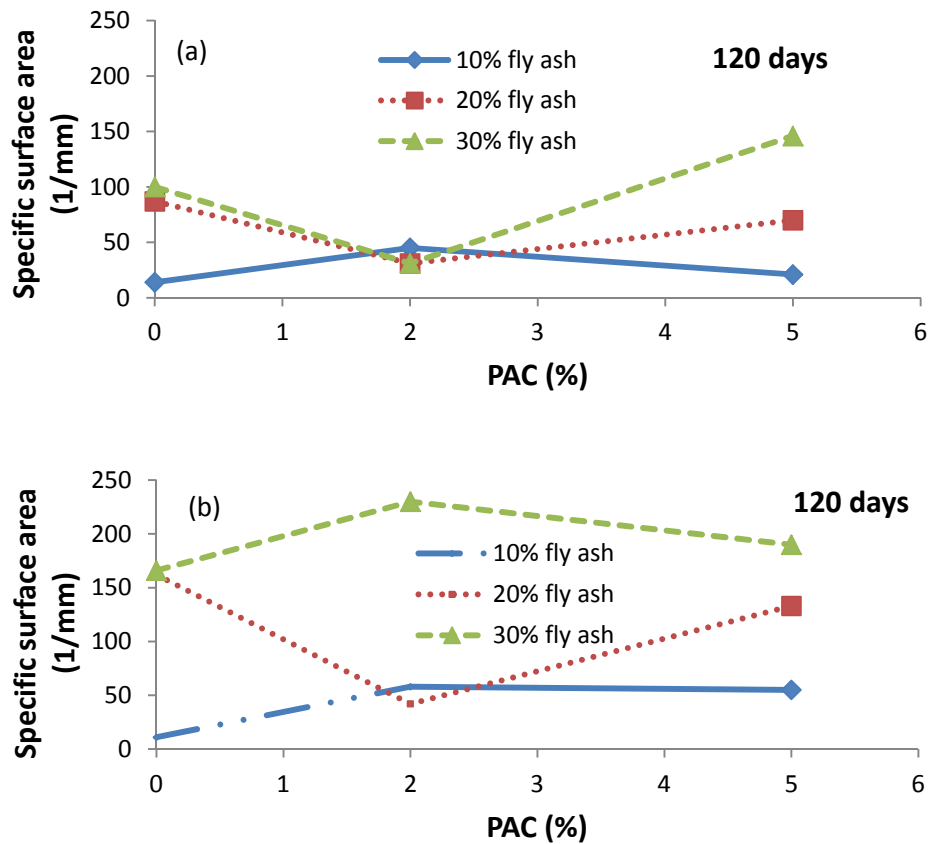 250
200
150
100
50
0
Specific surface area
(1/mm)
(a)
10% fly ash
20% fly ash
30% fly ash
120 days
0 1 2 3 4 5 6
PAC (%)
250
200
150
100
50
0
Specific surface area
(1/mm)
(b)
10% fly ash
20% fly ash
30% fly ash
120 days
0 1 2 3 4 5 6
PAC (%)